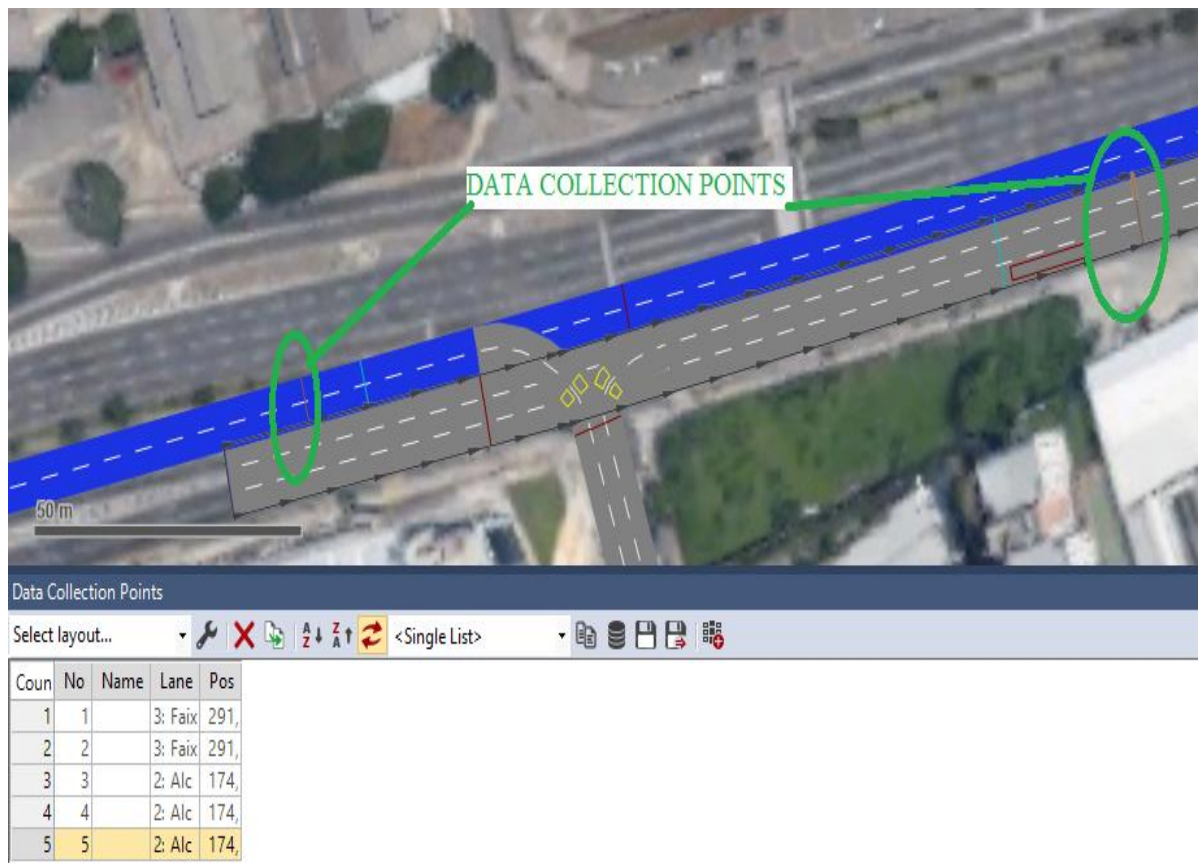 DATA COLLECTION POINTS
50 m
Data Collection Points
Select layout... <Single List>
Coun No Name Lane Pos
1 1 3: Faix 291,
2 2 3: Faix 291,
3 3 2: Alc 174,
4 4 2: Alc 174,
5 5 2: Alc 174,